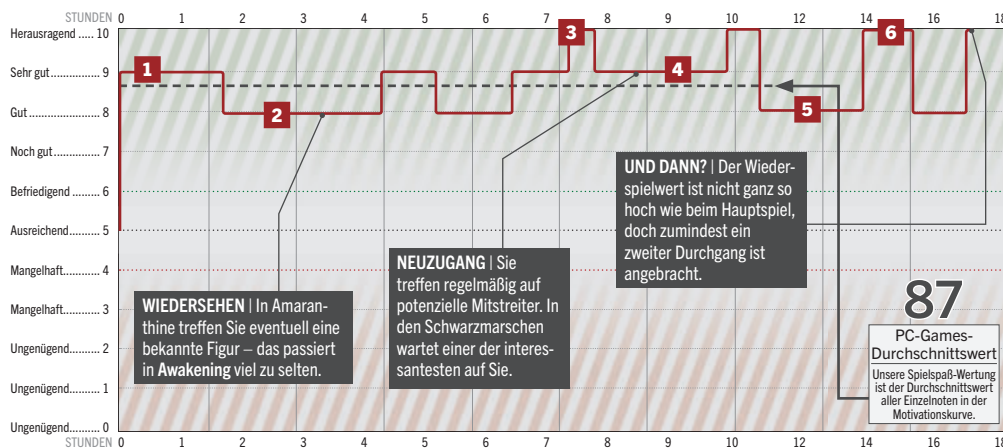 STUNDEN 0 1 2 3 4 5 6 7 8 9 10 12 14 16 18
Herausragend ..... 10
Sehr gut ................ 9
Gut ........................ 8
Noch gut ................ 7
Befriedigend ......... 6
Ausreichend .......... 5
Mangelhaft............ 4
Mangelhaft............ 3
Ungenügend ......... 2
Ungenügend ......... 1
Ungenügend ......... 0
STUNDEN 0 1 2 3 4 5 6 7 8 9 10 12 14 16 18
1
2
3
4
5
6
WIEDERSEHEN | In Amaran-
thine treffen Sie eventuell eine
bekannte Figur – das passiert
in Awakening viel zu selten.
NEUZUGANG | Sie
treffen regelmäßig auf
potenzielle Mitstreiter. In
den Schwarzmarschen
wartet einer der interes-
santesten auf Sie.
UND DANN? | Der Wieder-
spielwert ist nicht ganz so
hoch wie beim Hauptspiel,
doch zumindest ein
zweiter Durchgang ist
angebracht.
87
PC-Games-
Durchschnittswert
Unsere Spielspaß-Wertung
ist der Durchschnittswert
aller Einzelnoten in der
Motivationskurve.